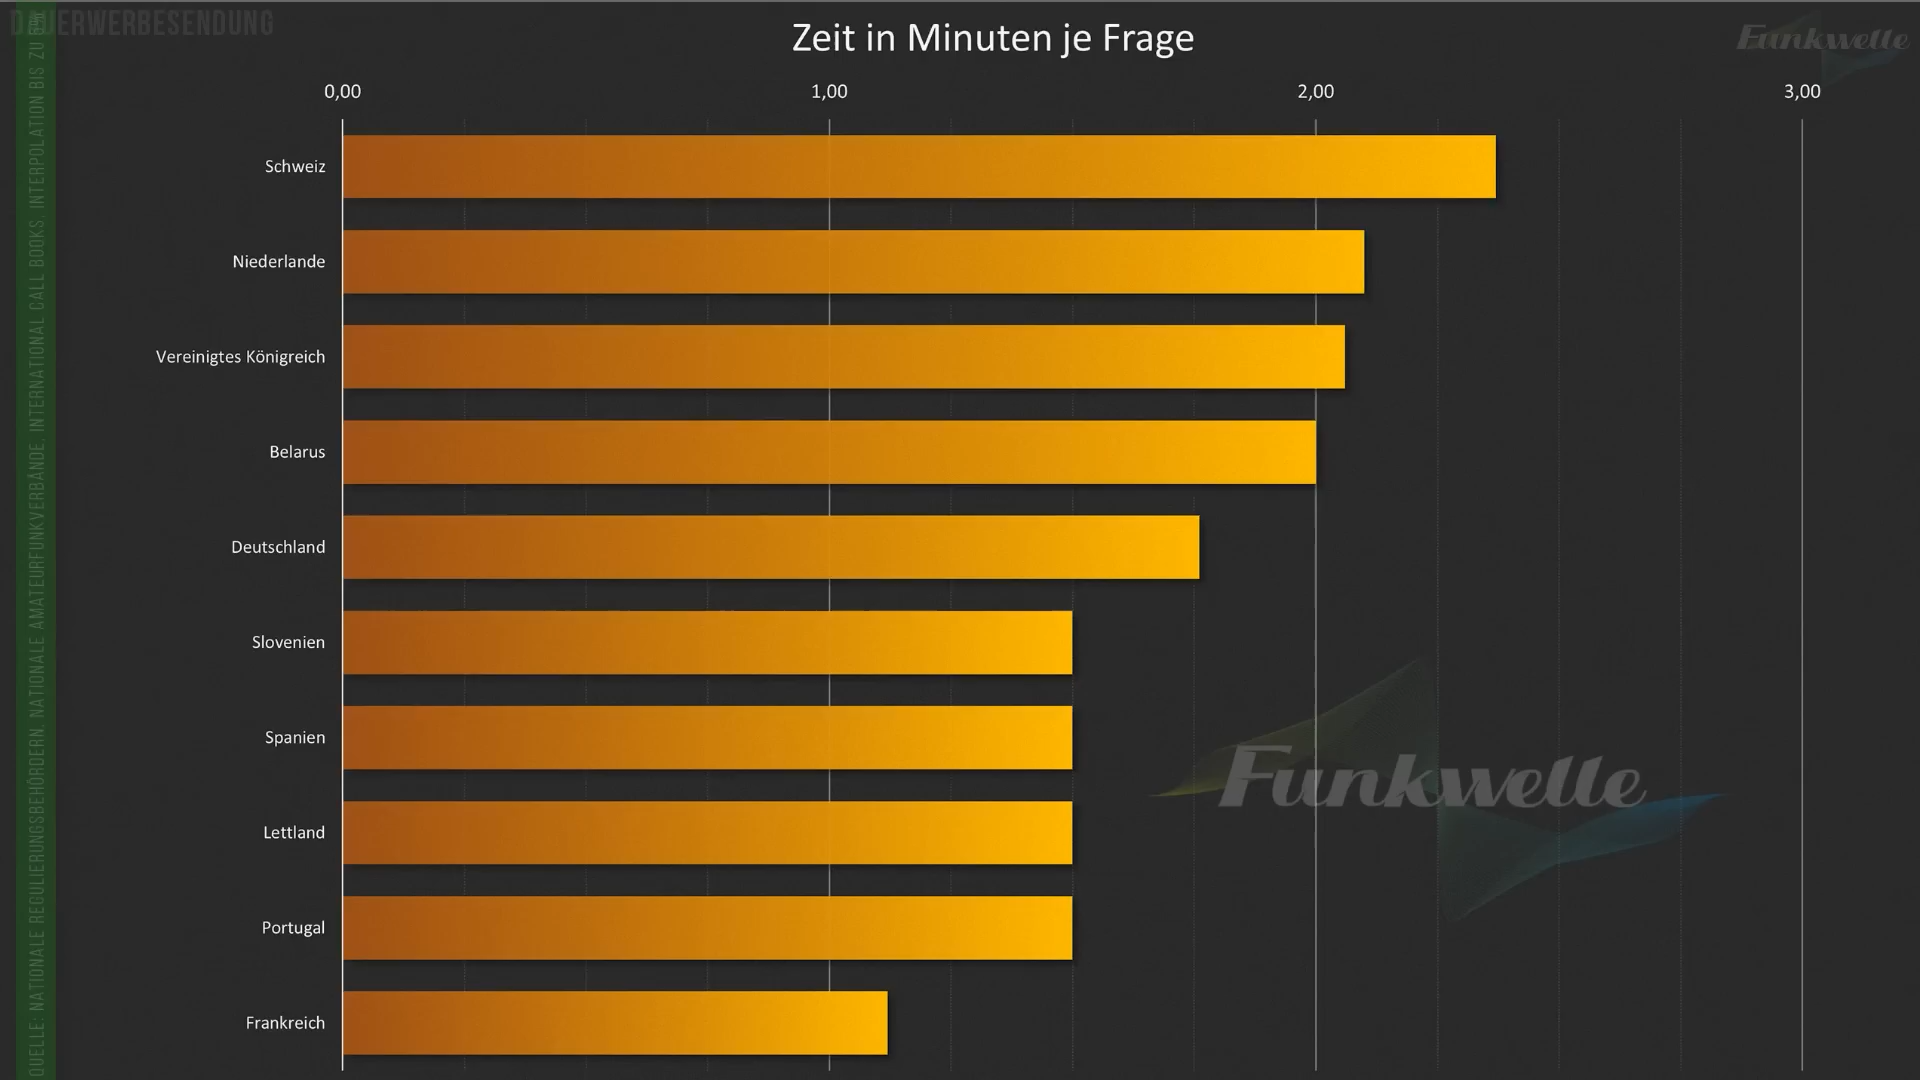 DAUERWERBESENDUNG
Zeit in Minuten je Frage
Funkwelle
0,00 1,00 2,00 3,00
Schweiz
Niederlande
Vereinigtes Königreich
Belarus
Deutschland
Slovenien
Spanien
Lettland
Portugal
Frankreich
Funkwelle
QUELLE: NATIONALE REGULIERUNGSBEHÖRDEN, NATIONALE AMATEURFUNKVERBÄNDE, INTERNATIONAL CALL BOOKS, INTERPOLATION BIS ZU